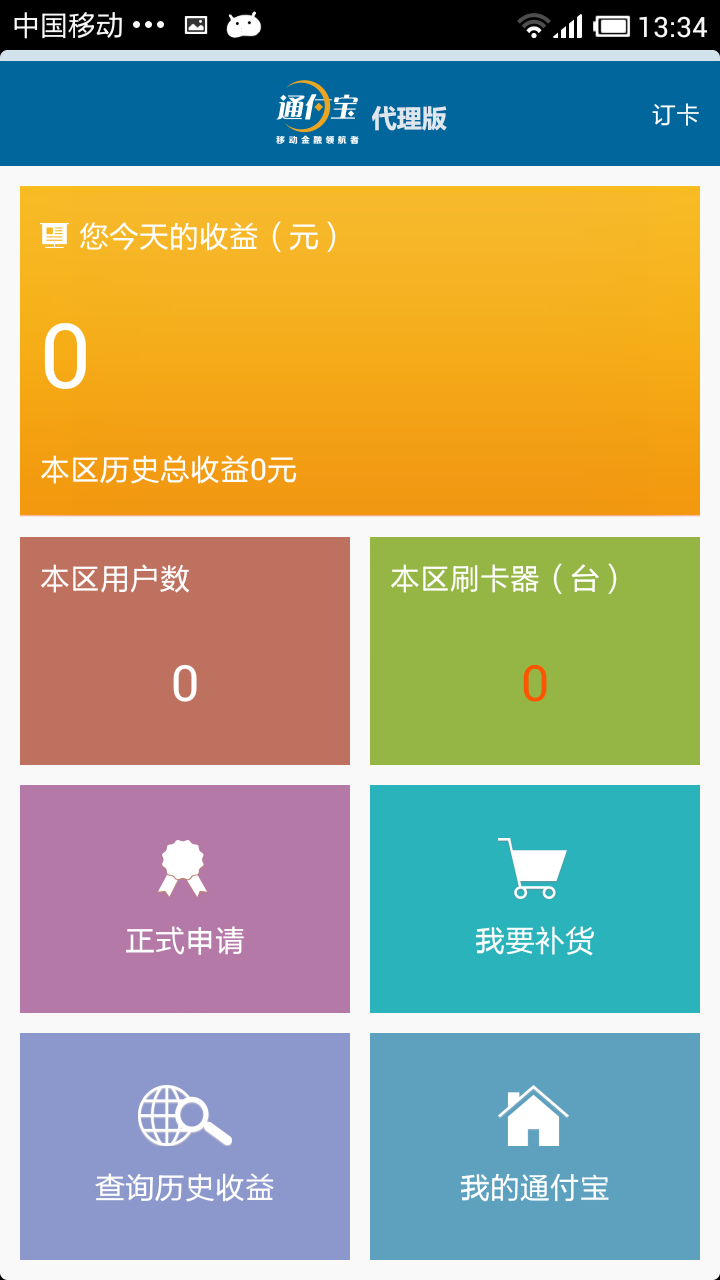 中国移动 ••• 13:34
通付宝 代理版 订卡
移动金融领航者
您今天的收益（元）
0
本区历史总收益0元
本区用户数 本区刷卡器（台）
0 0
正式申请 我要补货
查询历史收益 我的通付宝